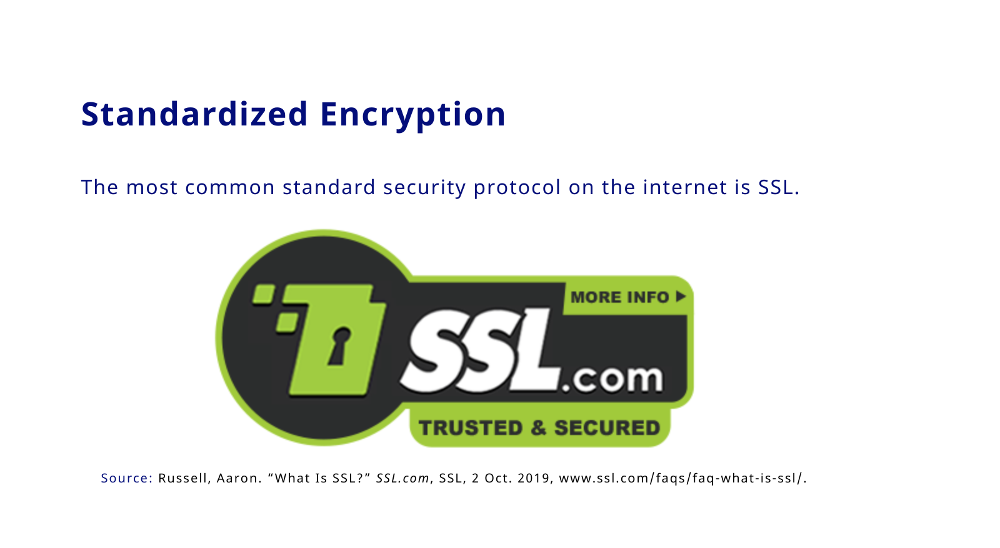 Standardized Encryption
The most common standard security protocol on the internet is SSL.
MORE INFO
SSL.com
TRUSTED & SECURED
Source: Russell, Aaron. “What Is SSL?” SSL.com, SSL, 2 Oct. 2019, www.ssl.com/faqs/faq-what-is-ssl/.